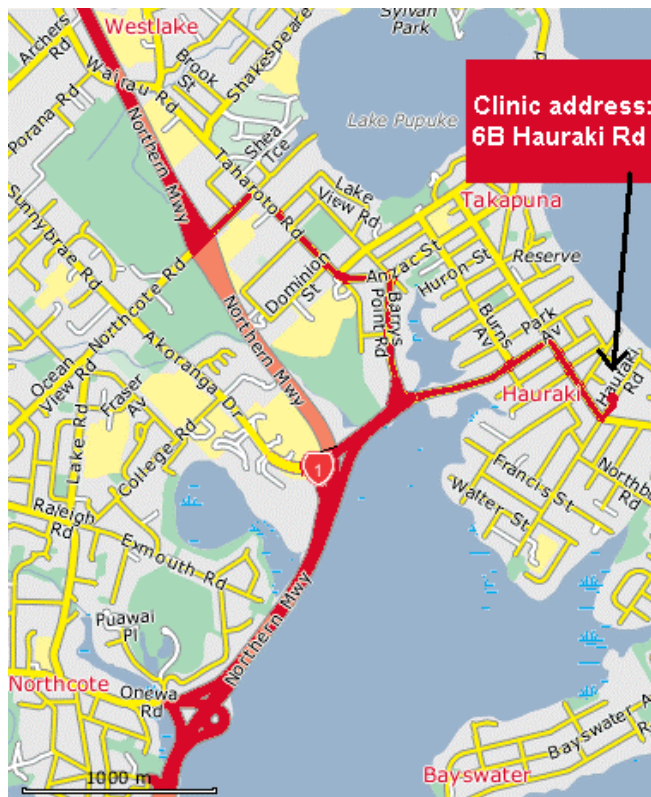 Westlake
Sylvan
Park
Archers
Rd
Brook
St
Shakespeare
Wairau Rd
Clinic address:
6B Hauraki Rd
Porana Rd
Northern Mwy
Shea
Tce
Lake Pupuke
Taharoto Rd
Lake
View Rd
Takapuna
Sunnybrae Rd
Northcote Rd
Dominion
St
Anzac St
Huron St
Reserve
Barrys
Point Rd
Northern Mwy
Burns
Av
Park
Av
Ocean
View Rd
Akoranga Dr
Fraser
Av
Hauraki
Hauraki
Rd
College Rd
Lake Rd
1
Francis St
Northb
Rd
Walter St
Raleigh
Rd
Exmouth Rd
Northern Mwy
Puawai
Pl
Northcote
Onewa
Rd
Bayswater A
R
1000 m
Bayswater